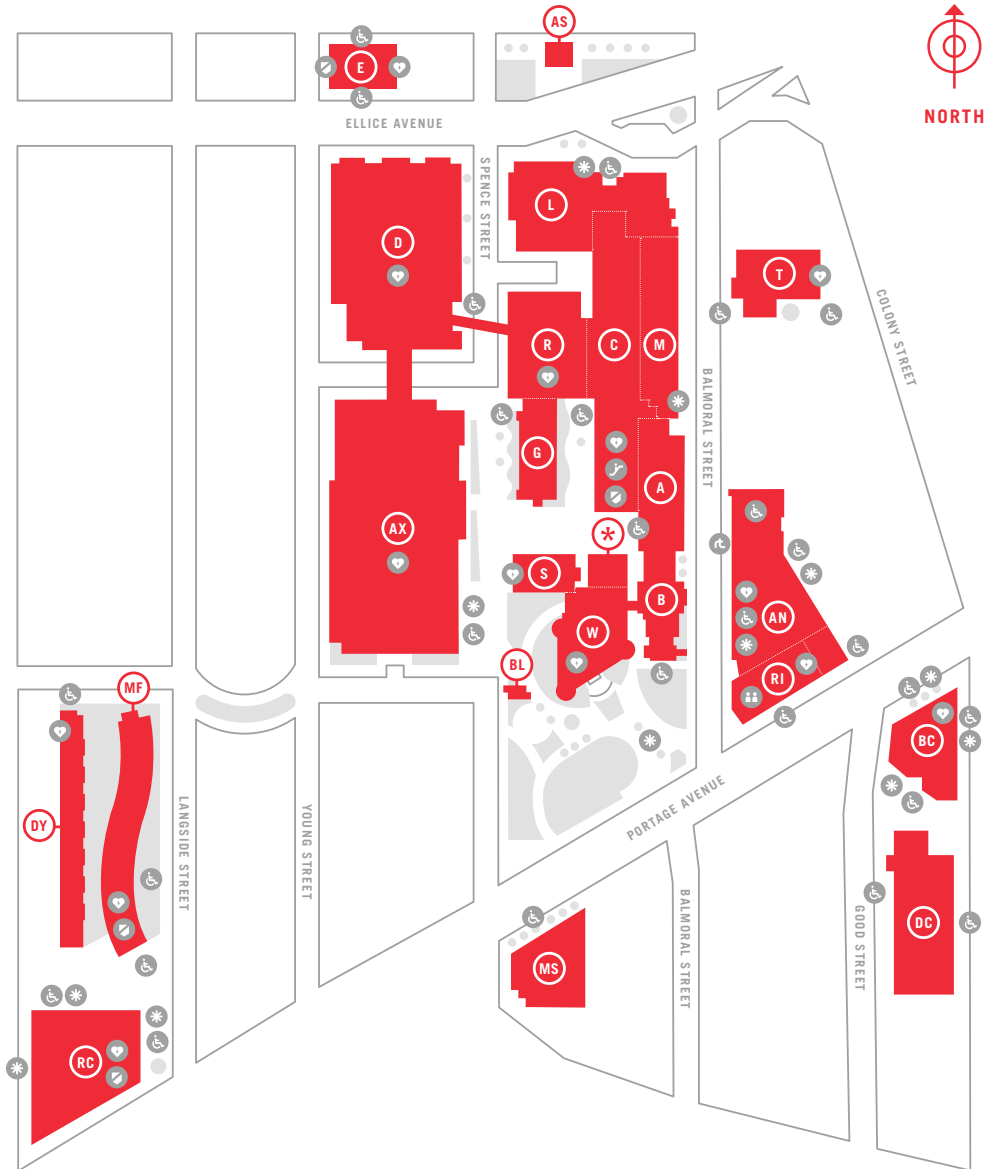 AS
E
NORTH
ELLICE AVENUE
SPENCE STREET
L
D
T
COLONY STREET
R
C
M
BALMORAL STREET
G
A
AX
*
S
B
W
AN
BL
RI
MF
BC
LANGSIDE STREET
YOUNG STREET
PORTAGE AVENUE
DY
BALMORAL STREET
GOOD STREET
DC
MS
RC